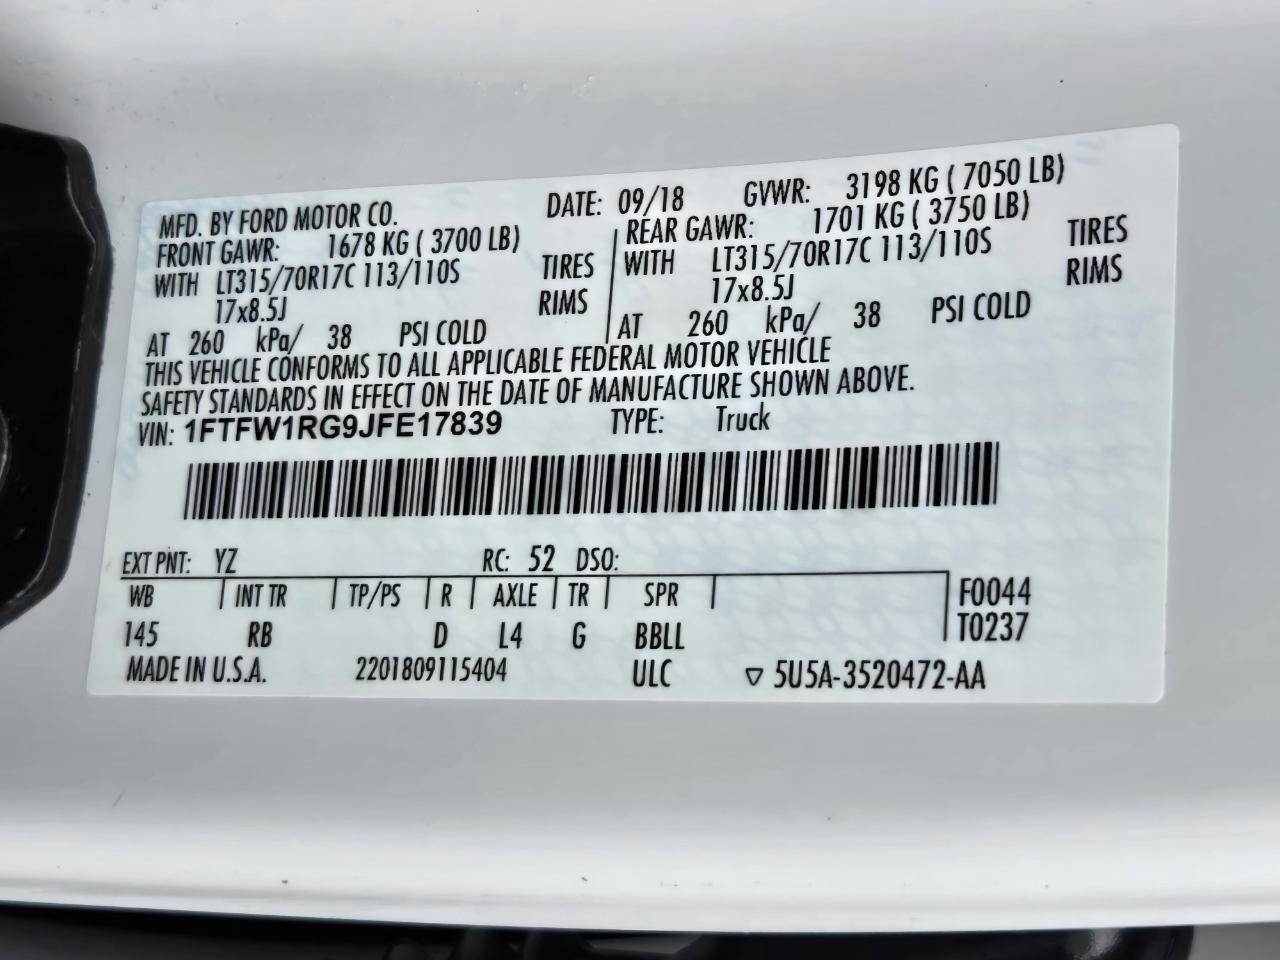 MFD. BY FORD MOTOR CO. DATE: 09/18 GVWR: 3198 KG ( 7050 LB)
FRONT GAWR: 1678 KG ( 3700 LB) REAR GAWR: 1701 KG ( 3750 LB)
WITH LT315/70R17C 113/110S TIRES WITH LT315/70R17C 113/110S TIRES
17x8.5J RIMS 17x8.5J RIMS
AT 260 kPa/ 38 PSI COLD AT 260 kPa/ 38 PSI COLD
THIS VEHICLE CONFORMS TO ALL APPLICABLE FEDERAL MOTOR VEHICLE
SAFETY STANDARDS IN EFFECT ON THE DATE OF MANUFACTURE SHOWN ABOVE.
VIN: 1FTFW1RG9JFE17839 TYPE: Truck
EXT PNT: YZ RC: 52 DSO:
WB INT TR TP/PS R AXLE TR SPR F0044
145 RB D L4 G BBLL T0237
MADE IN U.S.A. 2201809115404 ULC ▽ 5U5A-3520472-AA